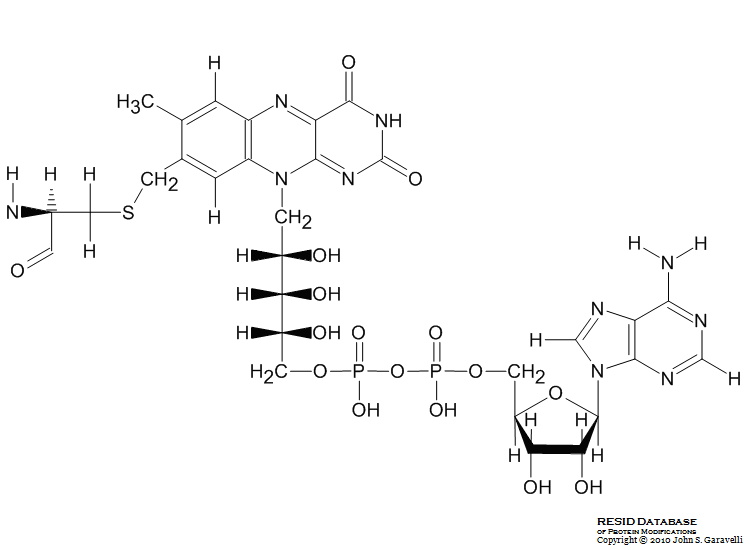 H O
H₃C N NH
H H H CH₂ N N O
N S H CH₂
H
O H OH H H
H OH N
H OH O O N N
H₂C O P O P O CH₂ H N N H
OH OH O
H H
H H
OH OH
RESID DATABASE
OF PROTEIN MODIFICATIONS
Copyright © 2010 John S. Garavelli